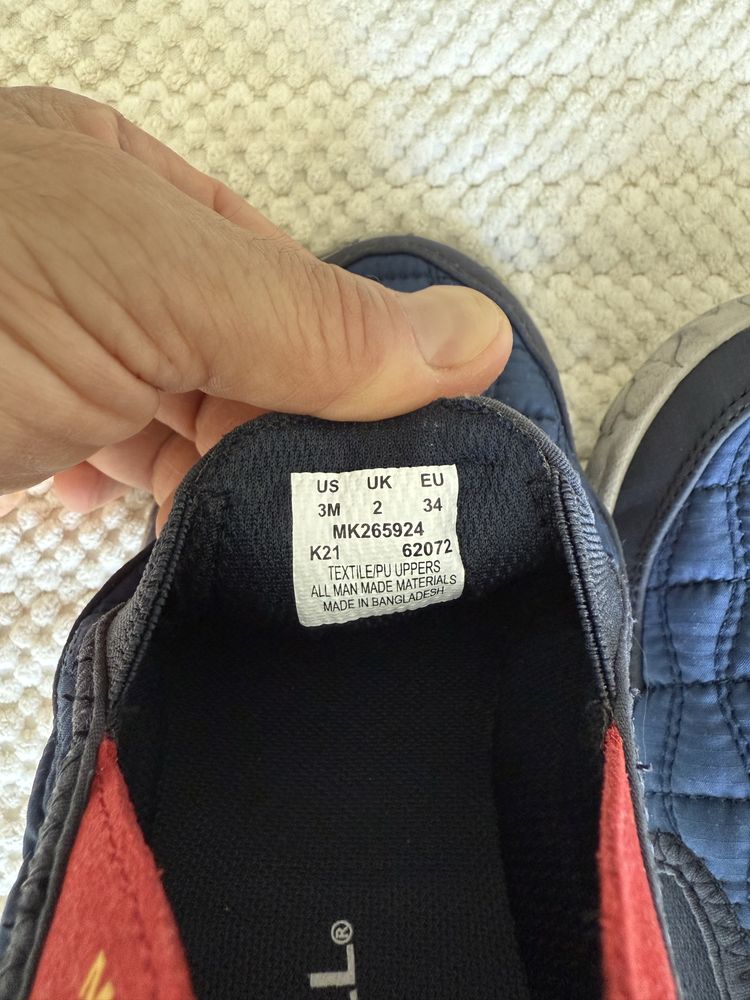 US UK EU
3M 2 34
MK265924
K21 62072
TEXTILE/PU UPPERS
ALL MAN MADE MATERIALS
MADE IN BANGLADESH
LL®